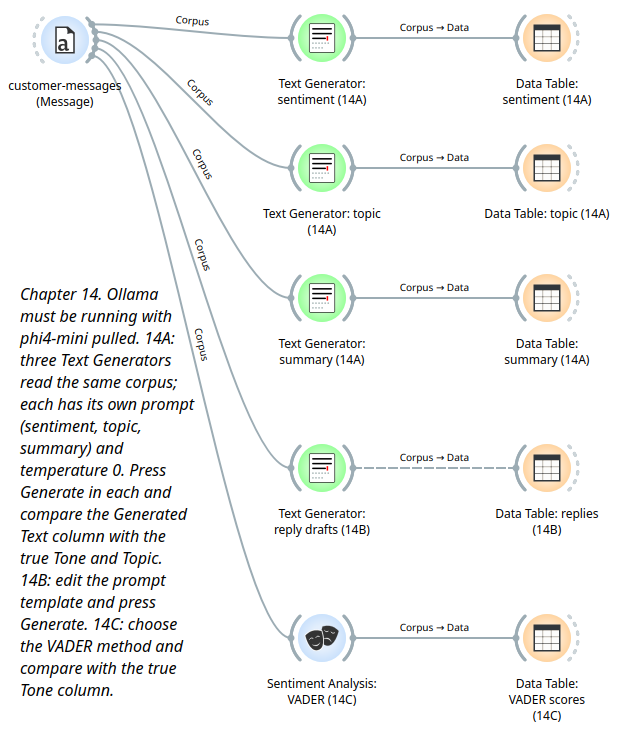 a
customer-messages
(Message)
Corpus
Text Generator:
sentiment (14A)
Corpus → Data
Data Table:
sentiment (14A)
Corpus
Text Generator: topic
(14A)
Corpus → Data
Data Table: topic (14A)
Corpus
Text Generator:
summary (14A)
Corpus → Data
Data Table:
summary (14A)
Corpus
Text Generator:
reply drafts (14B)
Corpus → Data
Data Table: replies
(14B)
Corpus
Sentiment Analysis:
VADER (14C)
Corpus → Data
Data Table:
VADER scores
(14C)
Chapter 14. Ollama
must be running with
phi4-mini pulled. 14A:
three Text Generators
read the same corpus;
each has its own prompt
(sentiment, topic,
summary) and
temperature 0. Press
Generate in each and
compare the Generated
Text column with the
true Tone and Topic.
14B: edit the prompt
template and press
Generate. 14C: choose
the VADER method and
compare with the true
Tone column.